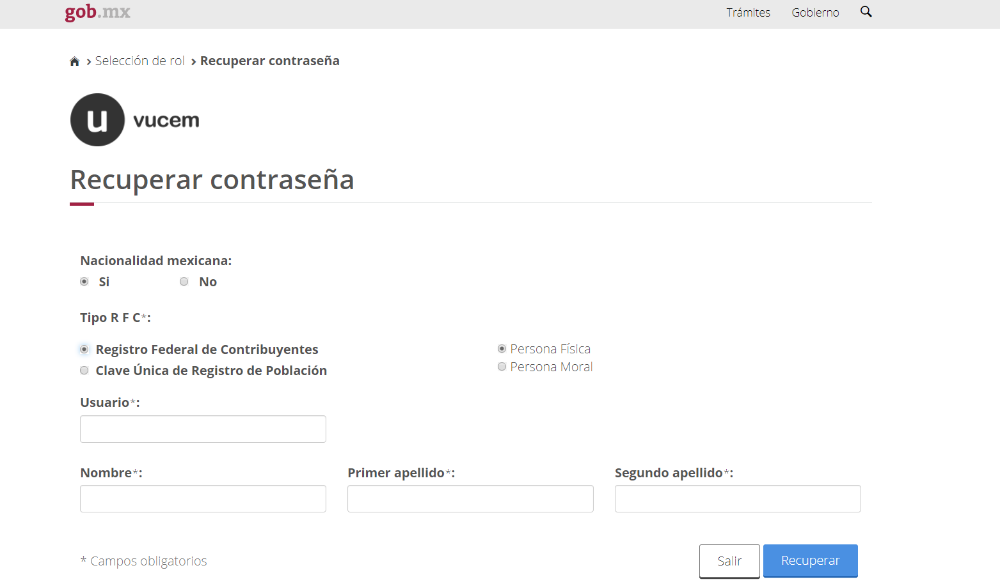 gob.mx
Trámites Gobierno
Selección de rol Recuperar contraseña
u vucem
Recuperar contraseña
Nacionalidad mexicana:
Si No
Tipo R F C*:
Registro Federal de Contribuyentes Persona Física
Clave Única de Registro de Población Persona Moral
Usuario*:
Nombre*: Primer apellido*: Segundo apellido*:
* Campos obligatorios Salir Recuperar